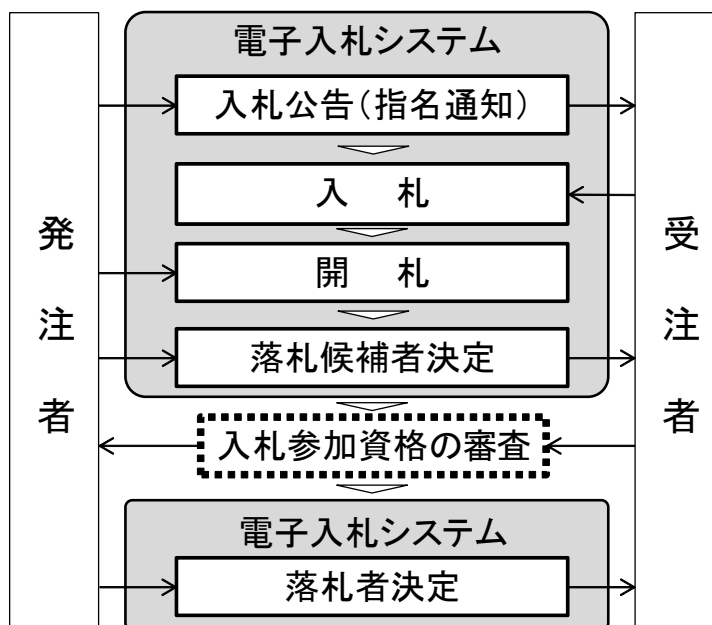 電子入札システム
入札公告(指名通知)
入　札
開　札
落札候補者決定
入札参加資格の審査
電子入札システム
落札者決定
発注者
受注者